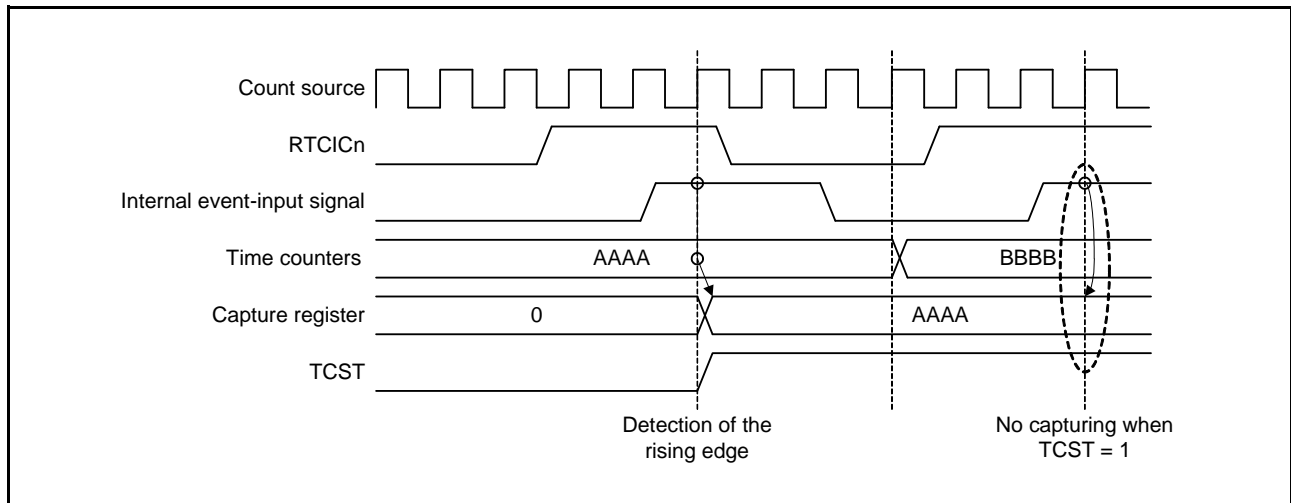 Count source
RTCICn
Internal event-input signal
Time counters
AAAA
BBBB
Capture register
0
AAAA
TCST
Detection of the
rising edge
No capturing when
TCST = 1